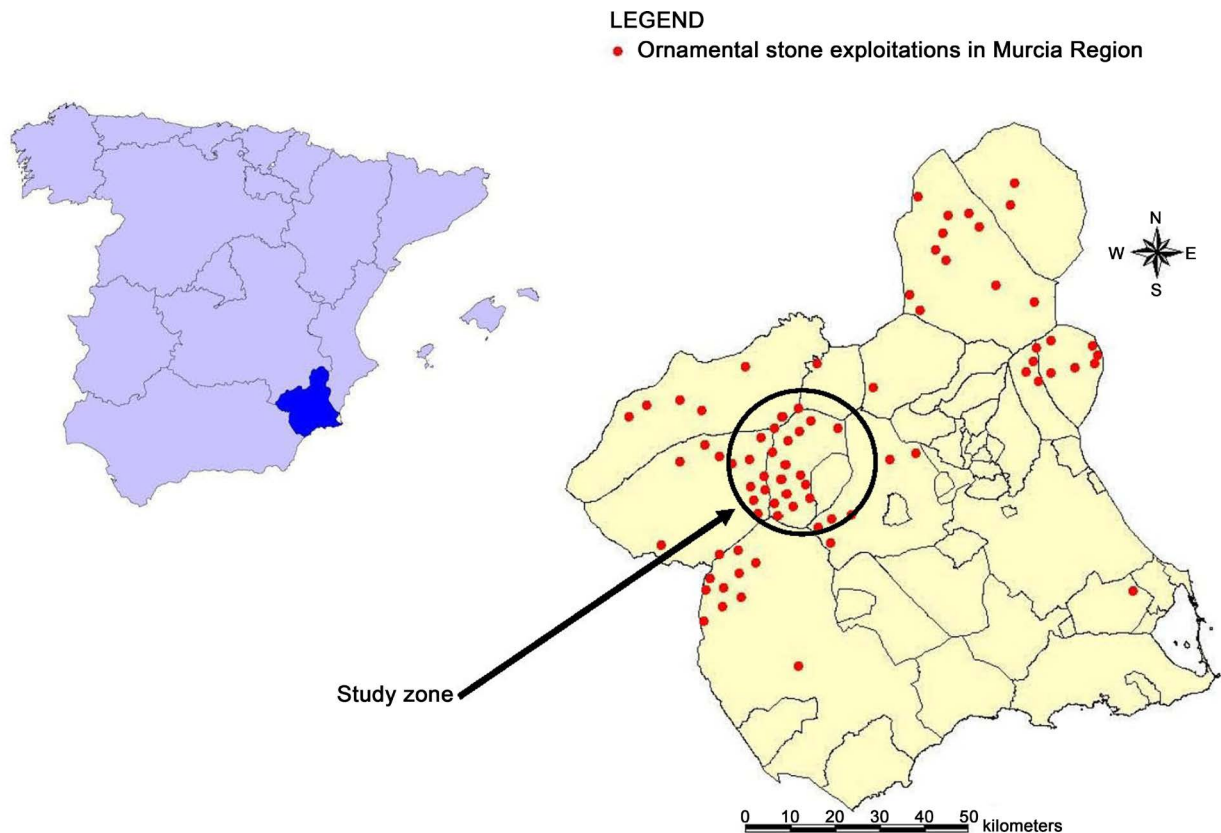 LEGEND
Ornamental stone exploitations in Murcia Region
N
W E
S
Study zone
0 10 20 30 40 50
kilometers